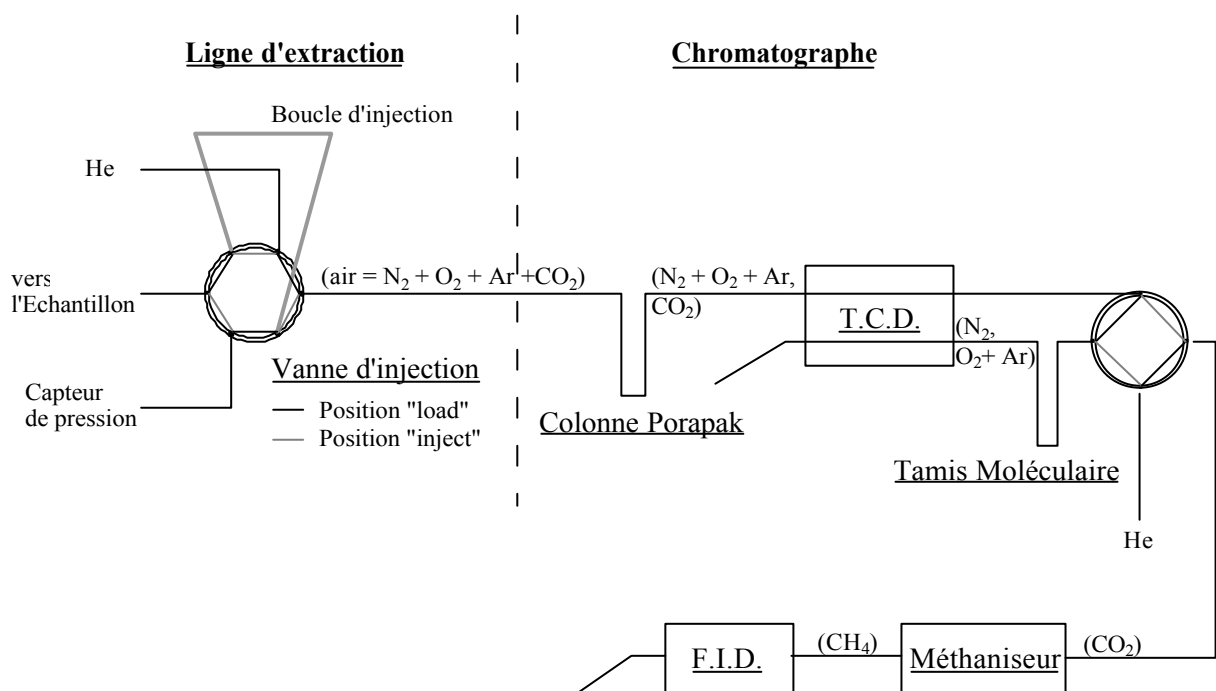 Ligne d'extraction
Chromatographe
Boucle d'injection
He
vers
l'Echantillon
(air = N₂ + O₂ + Ar +CO₂)
(N₂ + O₂ + Ar,
CO₂)
T.C.D.
(N₂,
O₂+ Ar)
Capteur
de pression
Vanne d'injection
Position "load"
Position "inject"
Colonne Porapak
Tamis Moléculaire
He
F.I.D.
(CH₄)
Méthaniseur
(CO₂)